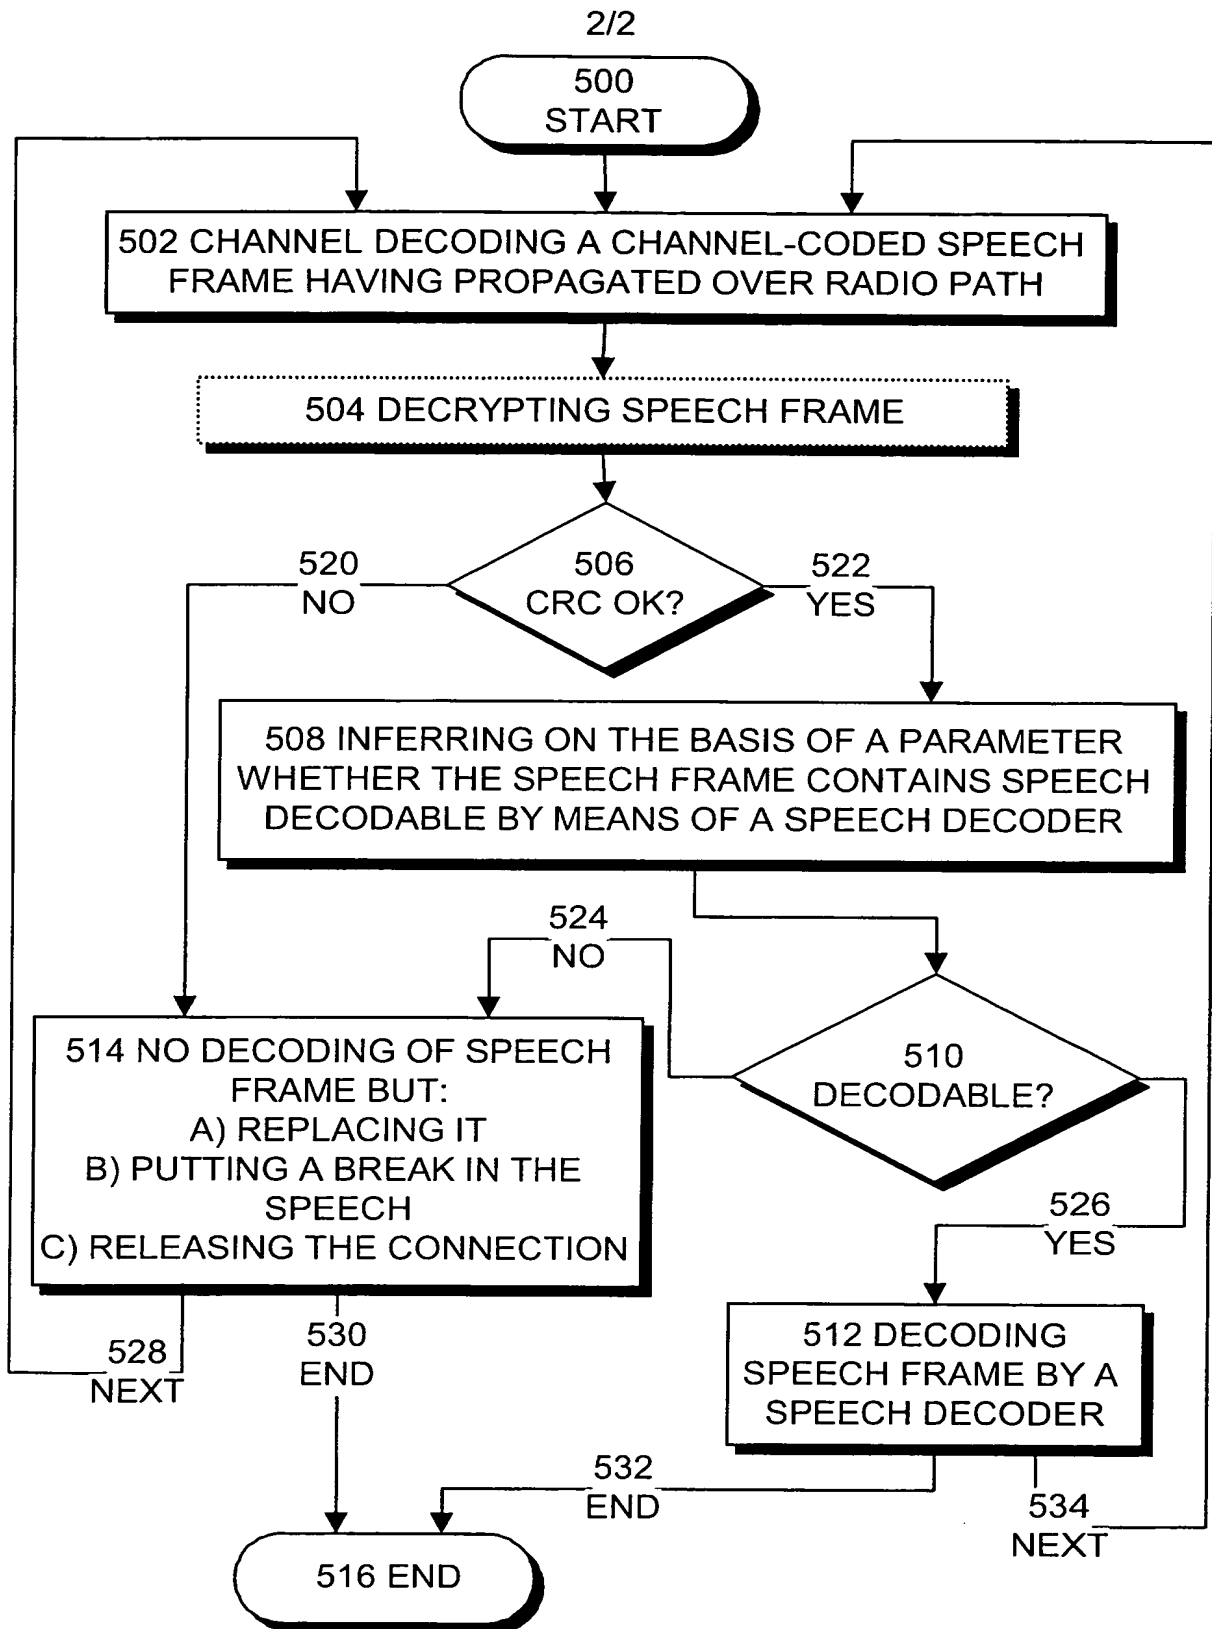 2/2
500
START
502 CHANNEL DECODING A CHANNEL-CODED SPEECH
FRAME HAVING PROPAGATED OVER RADIO PATH
504 DECRYPTING SPEECH FRAME
506
CRC OK?
520
NO
522
YES
508 INFERRING ON THE BASIS OF A PARAMETER
WHETHER THE SPEECH FRAME CONTAINS SPEECH
DECODABLE BY MEANS OF A SPEECH DECODER
524
NO
510
DECODABLE?
514 NO DECODING OF SPEECH
FRAME BUT:
A) REPLACING IT
B) PUTTING A BREAK IN THE
SPEECH
C) RELEASING THE CONNECTION
526
YES
512 DECODING
SPEECH FRAME BY A
SPEECH DECODER
528
NEXT
530
END
532
END
534
NEXT
516 END